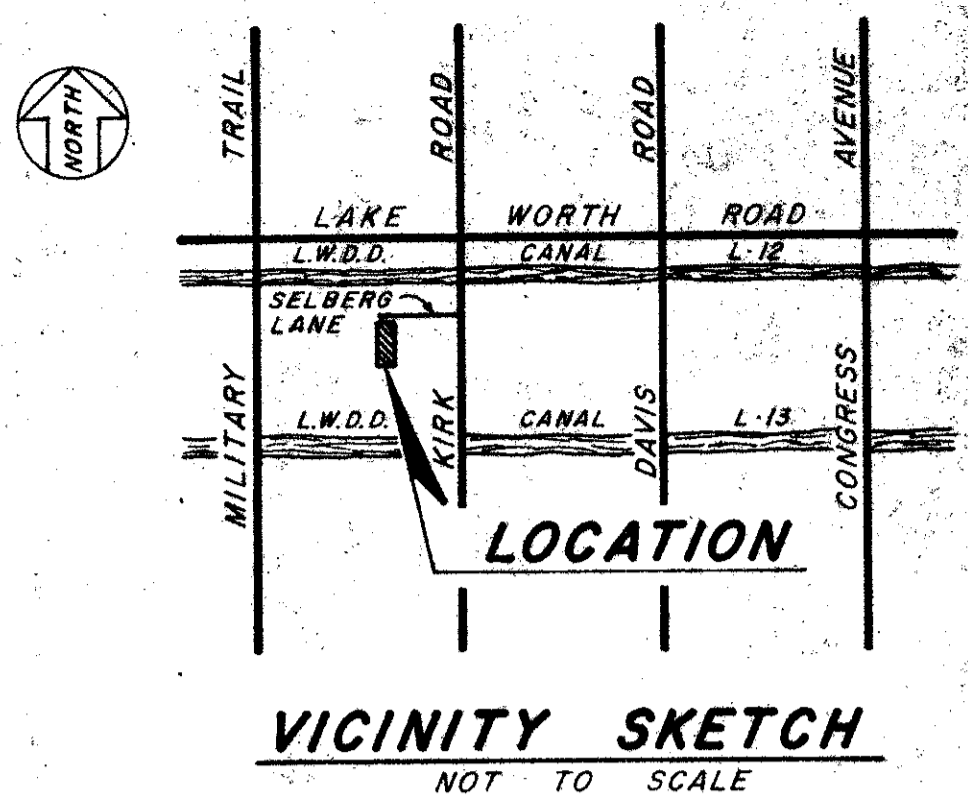 NORTH
TRAIL
ROAD
ROAD
AVENUE
LAKE WORTH ROAD
L.W.D.D. CANAL L-12
SELBERG
LANE
MILITARY
L.W.D.D. CANAL L-13
KIRK
DAVIS
CONGRESS
LOCATION
VICINITY SKETCH
NOT TO SCALE